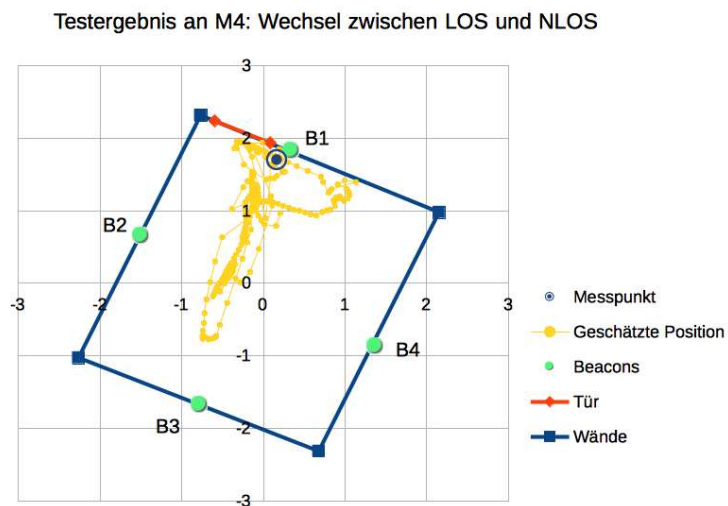 Testergebnis an M4: Wechsel zwischen LOS und NLOS
3
2
1
0
-1
-2
-3
-3
-2
-1
0
1
2
3
B1
B2
B3
B4
Messpunkt
Geschätzte Position
Beacons
Tür
Wände